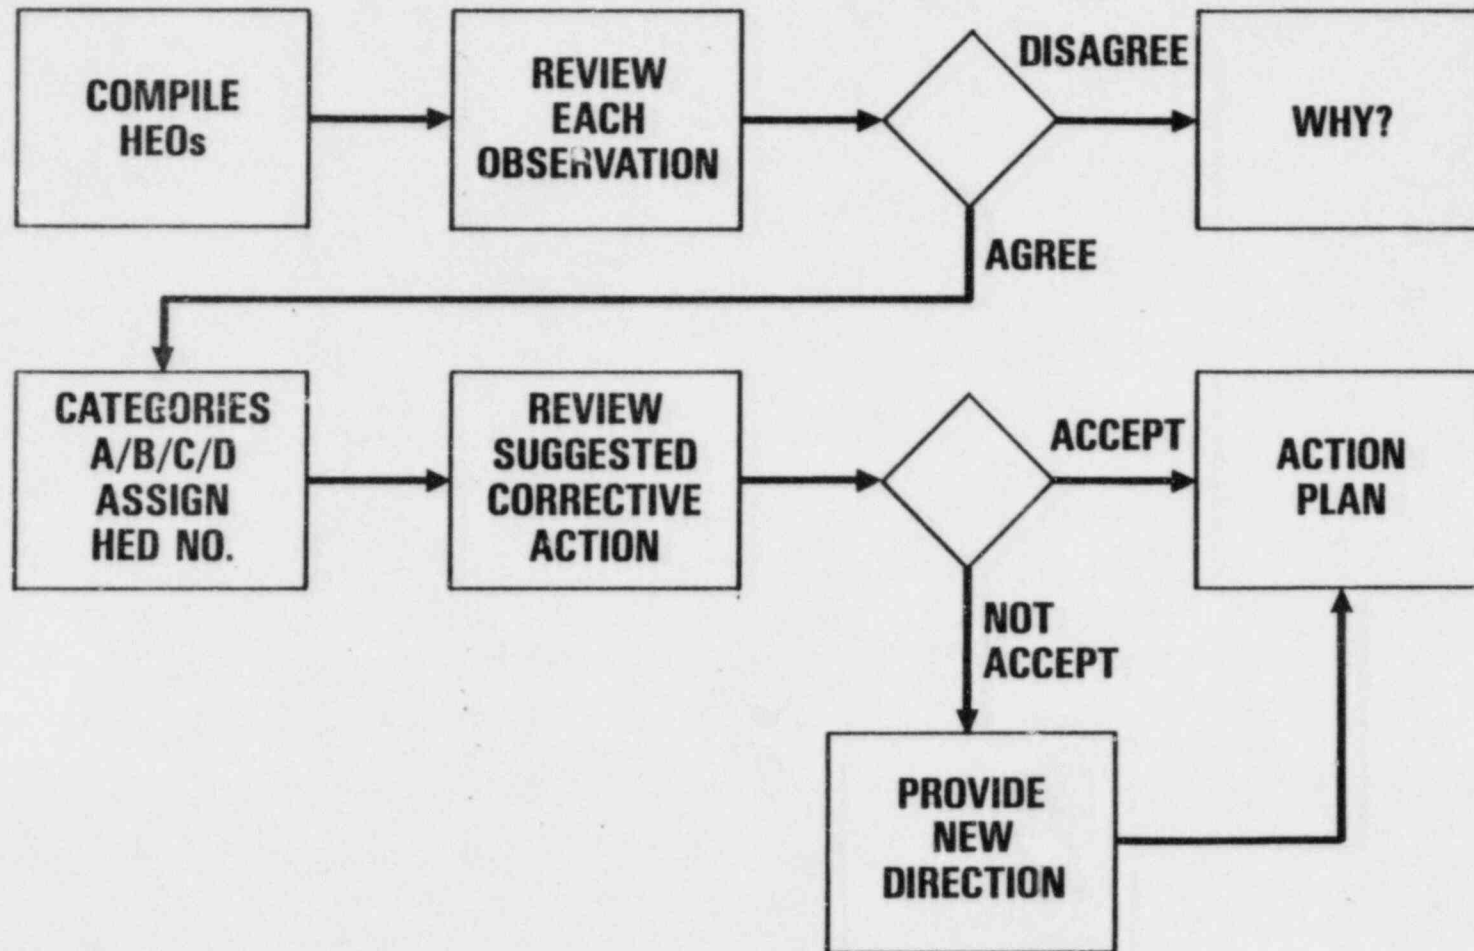 COMPILE
HEOs
REVIEW
EACH
OBSERVATION
DISAGREE
WHY?
AGREE
CATEGORIES
A/B/C/D
ASSIGN
HED NO.
REVIEW
SUGGESTED
CORRECTIVE
ACTION
ACCEPT
ACTION
PLAN
NOT
ACCEPT
PROVIDE
NEW
DIRECTION